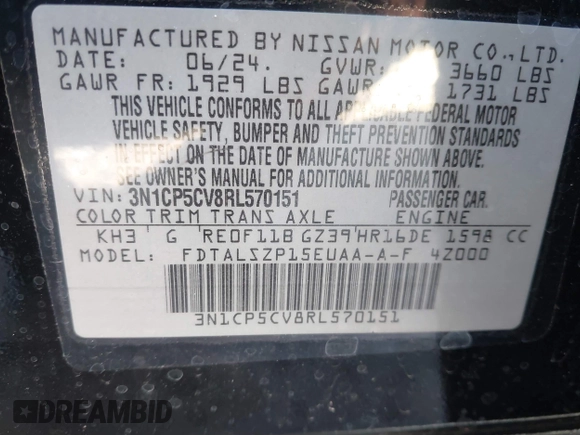 MANUFACTURED BY NISSAN MOTOR CO., LTD.
DATE: 06/24. GVWR 3660 LBS
GAWR FR: 1929 LBS GAWR 1731 LBS
THIS VEHICLE CONFORMS TO ALL APPLICABLE FEDERAL MOTOR
VEHICLE SAFETY, BUMPER AND THEFT PREVENTION STANDARDS
IN EFFECT ON THE DATE OF MANUFACTURE SHOWN ABOVE.
SEE OWNER'S MANUAL FOR ADDITIONAL INFORMATION.
VIN: 3N1CP5CV8RL570151 PASSENGER CAR.
COLOR TRIM TRANS AXLE ENGINE
KH3 G RE0F11B GZ39 HR16DE 1598 CC
MODEL: FDTALSZP15EUAA-A-F 4Z000
3N1CP5CV8RL570151
DREAMBID